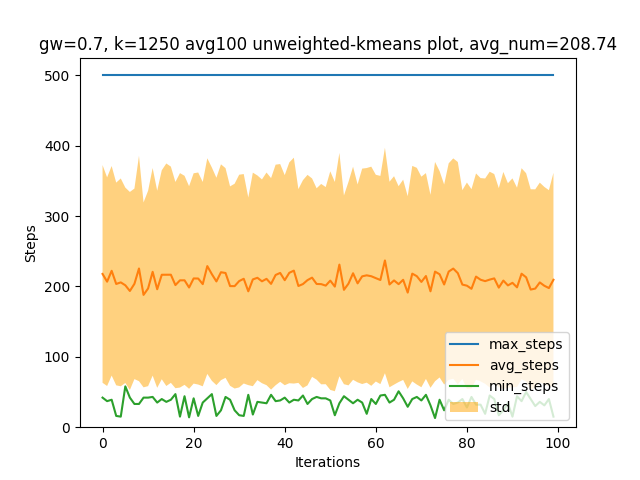 gw=0.7, k=1250 avg100 unweighted-kmeans plot, avg_num=208.74
500
400
300
200
100
0
Steps
0 20 40 60 80 100
Iterations
max_steps
avg_steps
min_steps
std